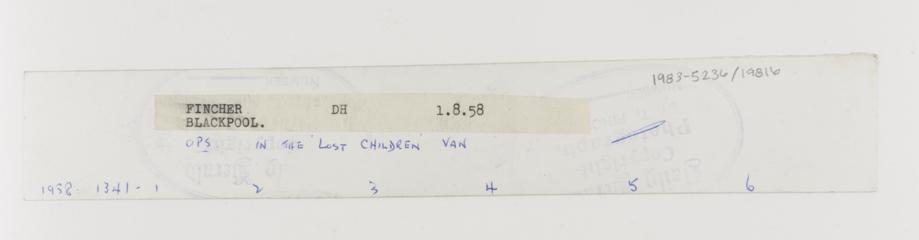 1983-5236/19816
FINCHER DH 1.8.58
BLACKPOOL.
OPS IN THE 'LOST CHILDREN' VAN
1958- 1341- 1 2 3 4 5 6